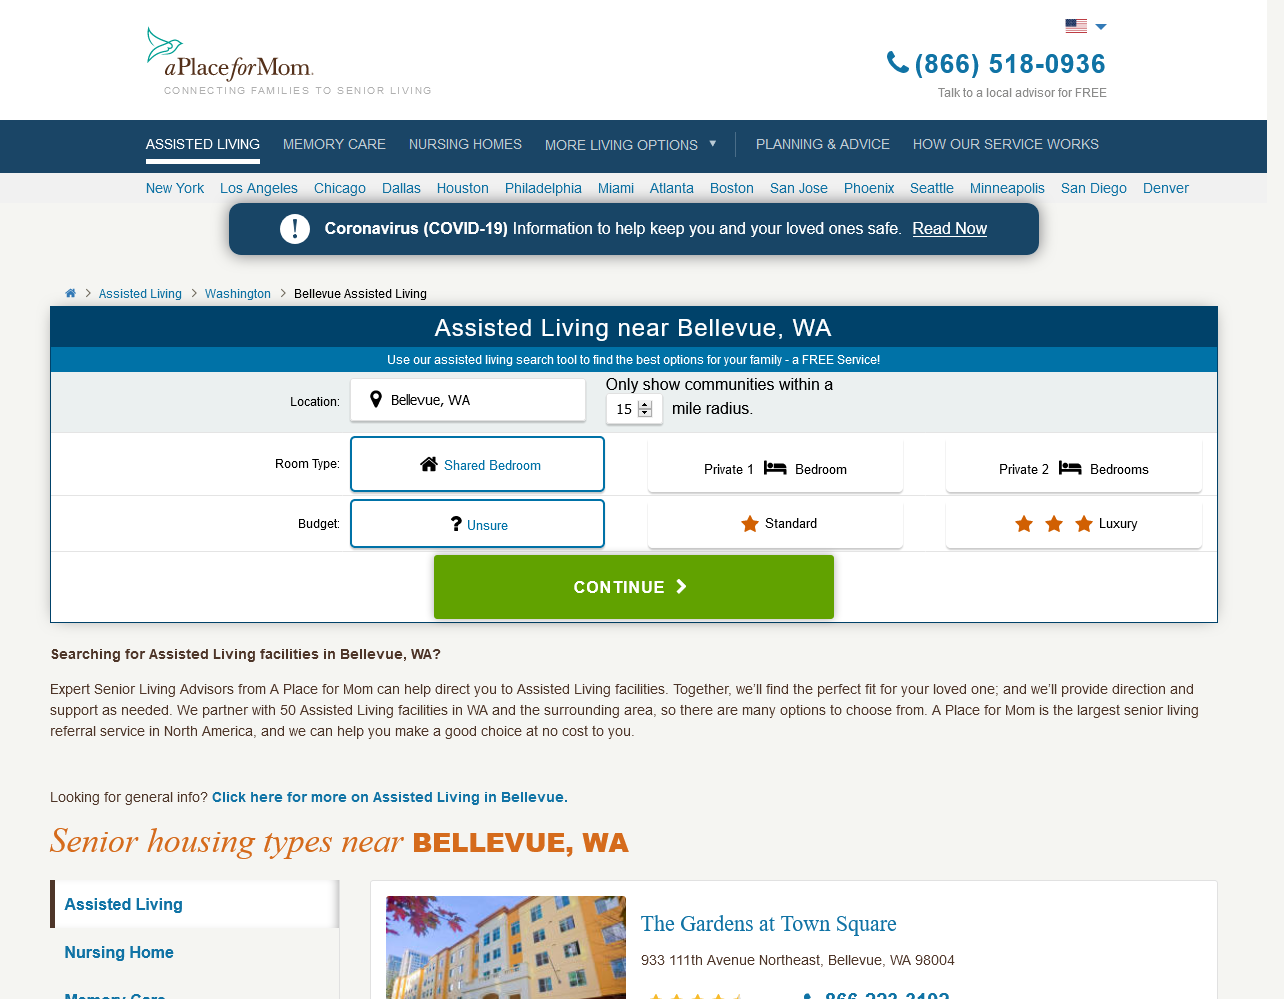 aPlaceforMom.
CONNECTING FAMILIES TO SENIOR LIVING
(866) 518-0936
Talk to a local advisor for FREE
ASSISTED LIVING MEMORY CARE NURSING HOMES MORE LIVING OPTIONS ▼ PLANNING & ADVICE HOW OUR SERVICE WORKS
New York Los Angeles Chicago Dallas Houston Philadelphia Miami Atlanta Boston San Jose Phoenix Seattle Minneapolis San Diego Denver
! Coronavirus (COVID-19) Information to help keep you and your loved ones safe. Read Now
Assisted Living > Washington > Bellevue Assisted Living
Assisted Living near Bellevue, WA
Use our assisted living search tool to find the best options for your family - a FREE Service!
Location: Bellevue, WA
Only show communities within a
15 mile radius.
Room Type: Shared Bedroom Private 1 Bedroom Private 2 Bedrooms
Budget: ? Unsure Standard Luxury
CONTINUE
Searching for Assisted Living facilities in Bellevue, WA?
Expert Senior Living Advisors from A Place for Mom can help direct you to Assisted Living facilities. Together, we'll find the perfect fit for your loved one; and we'll provide direction and
support as needed. We partner with 50 Assisted Living facilities in WA and the surrounding area, so there are many options to choose from. A Place for Mom is the largest senior living
referral service in North America, and we can help you make a good choice at no cost to you.
Looking for general info? Click here for more on Assisted Living in Bellevue.
Senior housing types near BELLEVUE, WA
Assisted Living
Nursing Home
Memory Care
The Gardens at Town Square
933 111th Avenue Northeast, Bellevue, WA 98004
866-223-3192